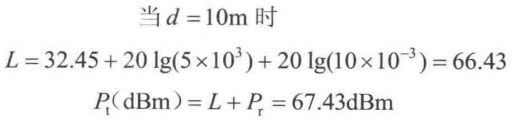 当 d = 10m 时
L = 32.45 + 20 lg(5×10³) + 20 lg(10×10⁻³) = 66.43
Pₜ(dBm) = L + Pᵣ = 67.43dBm